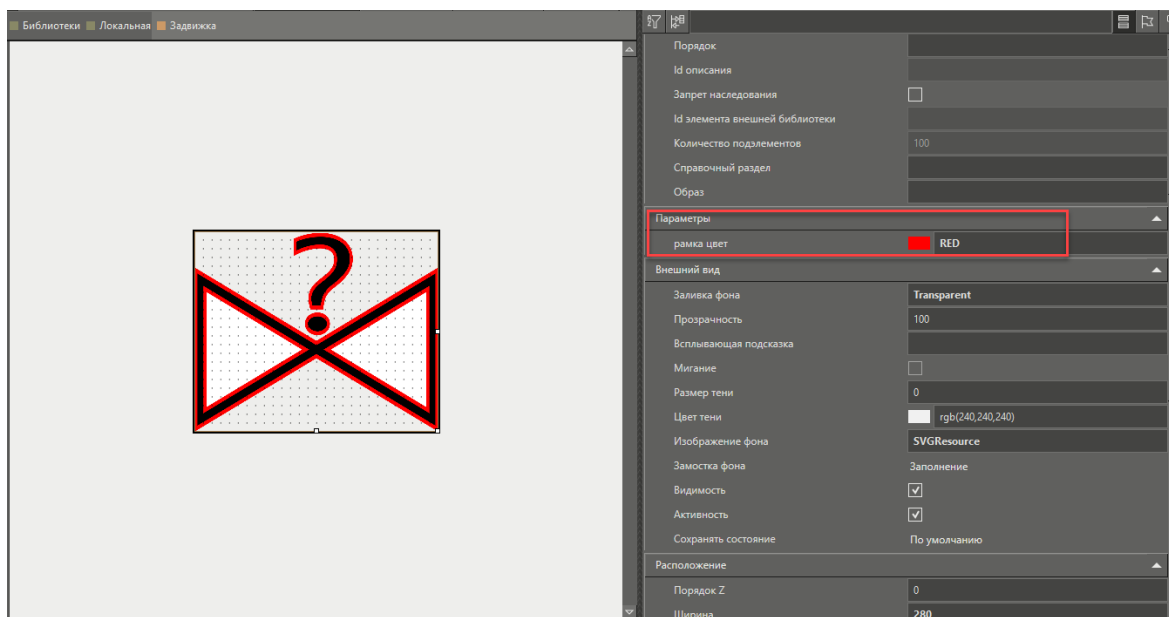 Библиотеки Локальная Задвижка
Порядок
Id описания
Запрет наследования
Id элемента внешней библиотеки
Количество подэлементов 100
Справочный раздел
Образ
Параметры
рамка цвет RED
Внешний вид
Заливка фона Transparent
Прозрачность 100
Всплывающая подсказка
Мигание
Размер тени 0
Цвет тени rgb(240,240,240)
Изображение фона SVGResource
Замостка фона Заполнение
Видимость
Активность
Сохранять состояние По умолчанию
Расположение
Порядок Z 0
Ширина 280
?